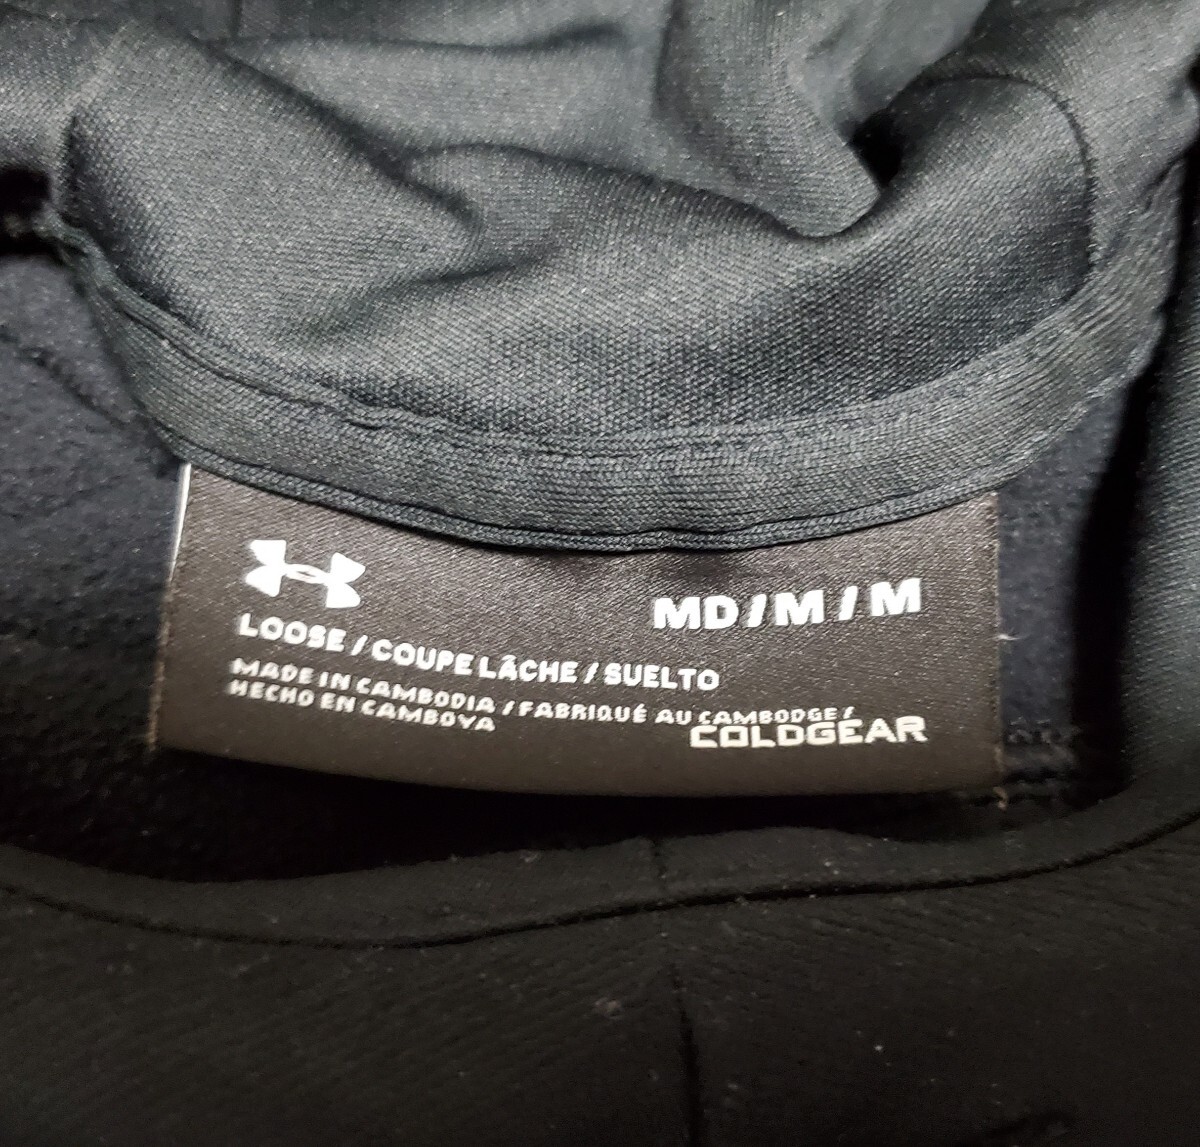 MD / M / M
LOOSE / COUPE LÂCHE / SUELTO
MADE IN CAMBODIA / FABRIQUÉ AU CAMBODGE /
HECHO EN CAMBOYA
COLDGEAR